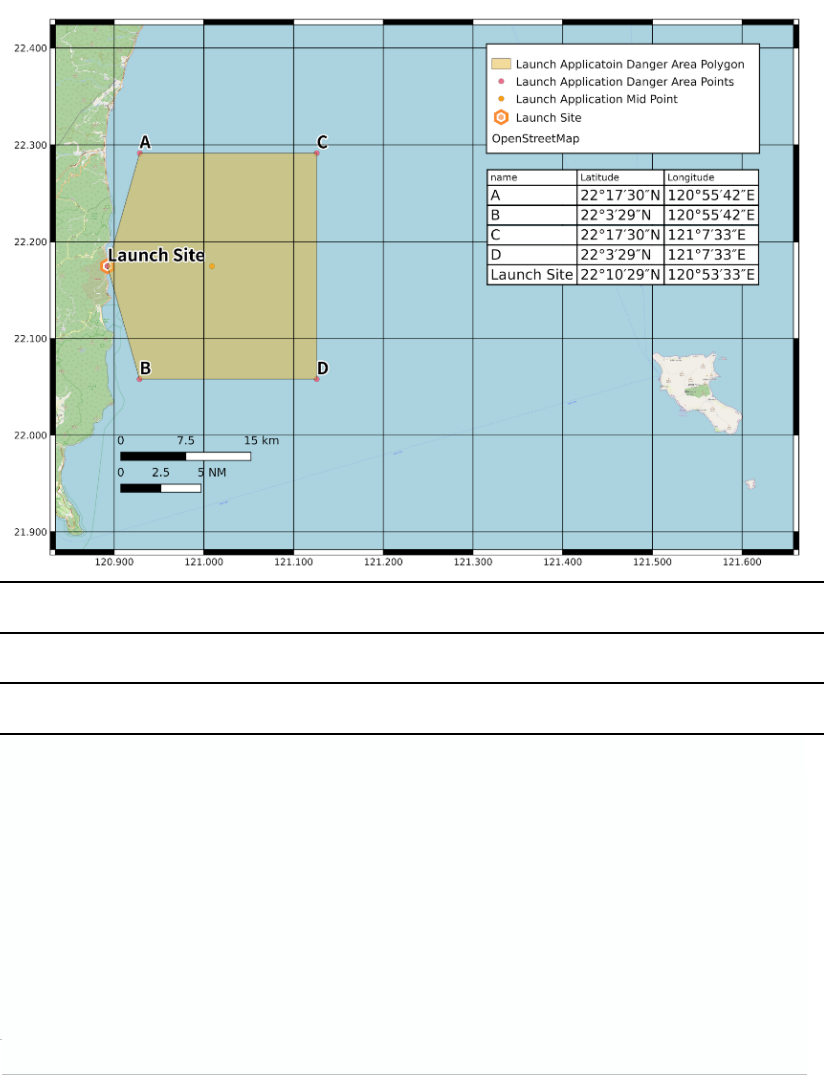 22.400
22.300
22.200
22.100
22.000
21.900
Launch Applicatoin Danger Area Polygon
Launch Application Danger Area Points
Launch Application Mid Point
Launch Site
OpenStreetMap
name Latitude Longitude
A 22°17′30″N 120°55′42″E
B 22°3′29″N 120°55′42″E
C 22°17′30″N 121°7′33″E
D 22°3′29″N 121°7′33″E
Launch Site 22°10′29″N 120°53′33″E
A
C
Launch Site
B
D
0 7.5 15 km
0 2.5 5 NM
120.900 121.000 121.100 121.200 121.300 121.400 121.500 121.600